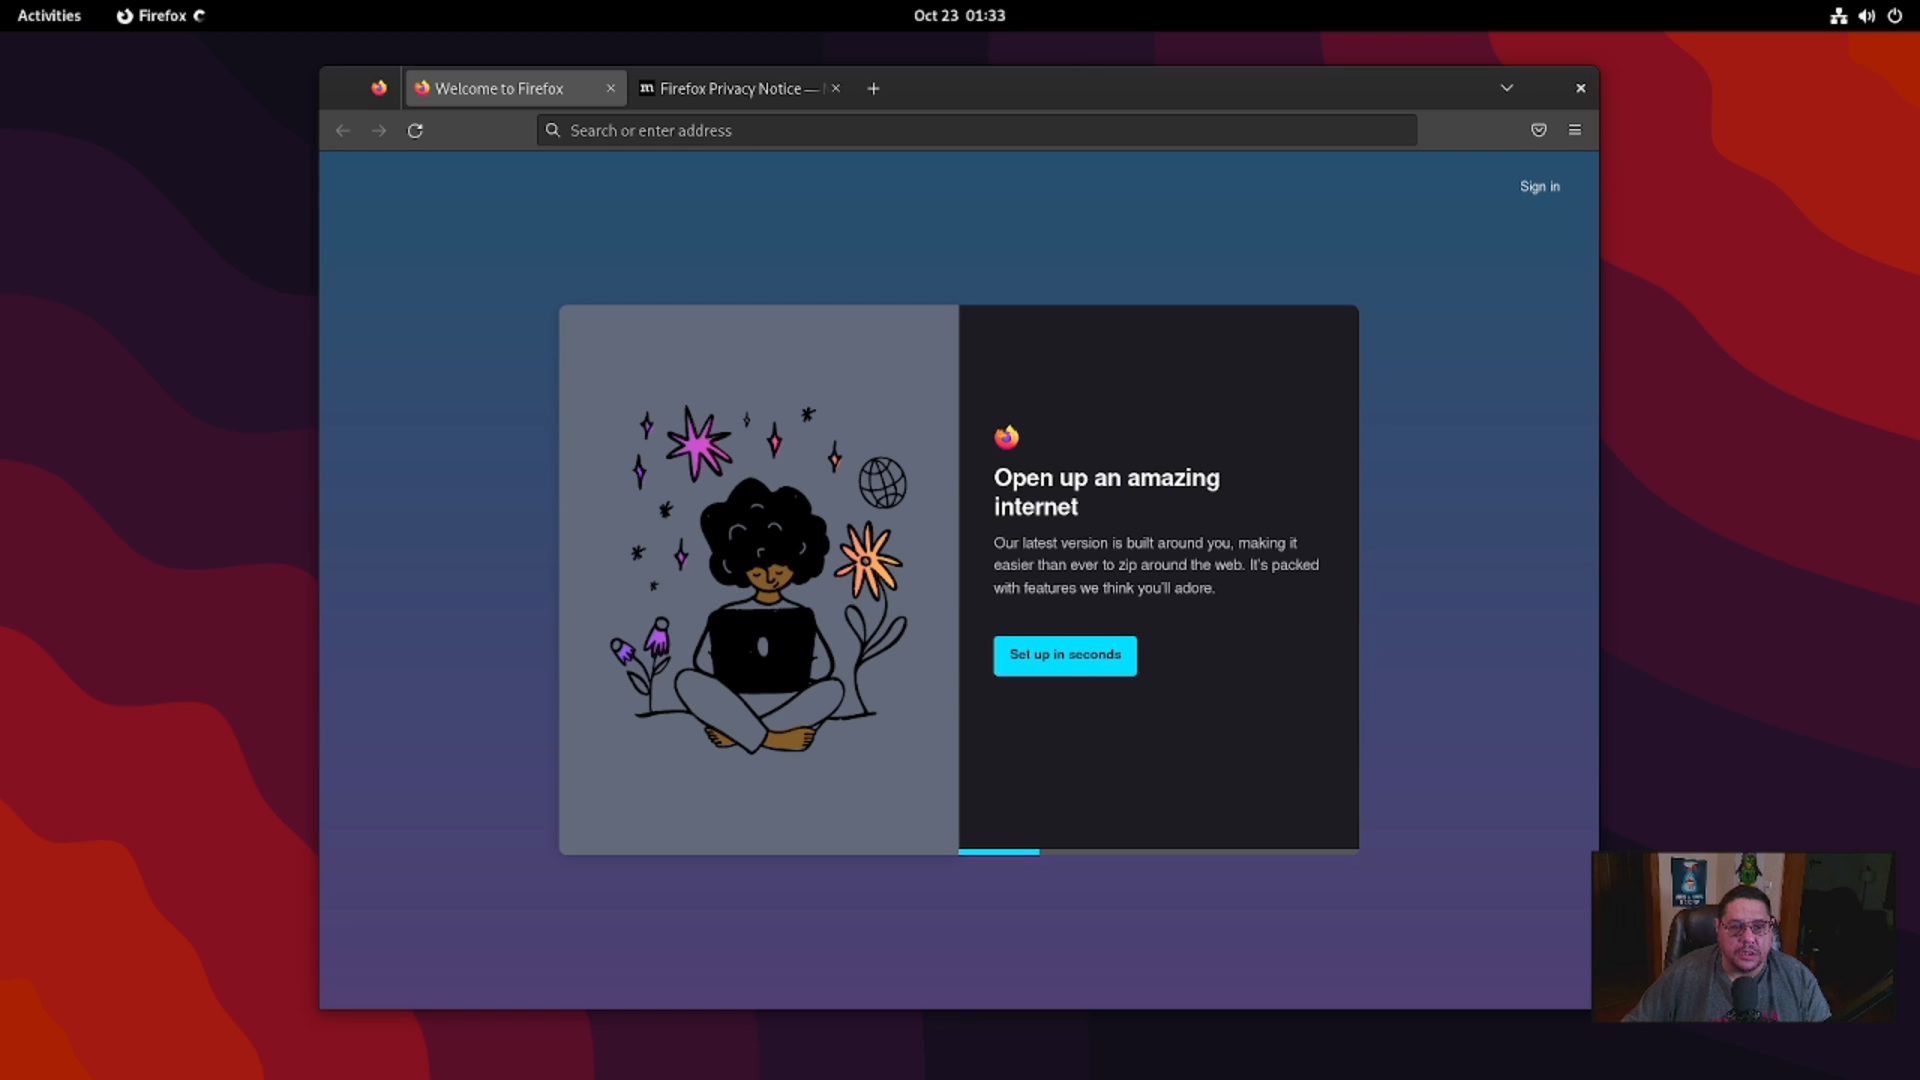 Activities
Firefox
Oct 23 01:33
Welcome to Firefox
Firefox Privacy Notice —
Search or enter address
Sign in
Open up an amazing
internet
Our latest version is built around you, making it
easier than ever to zip around the web. It's packed
with features we think you'll adore.
Set up in seconds